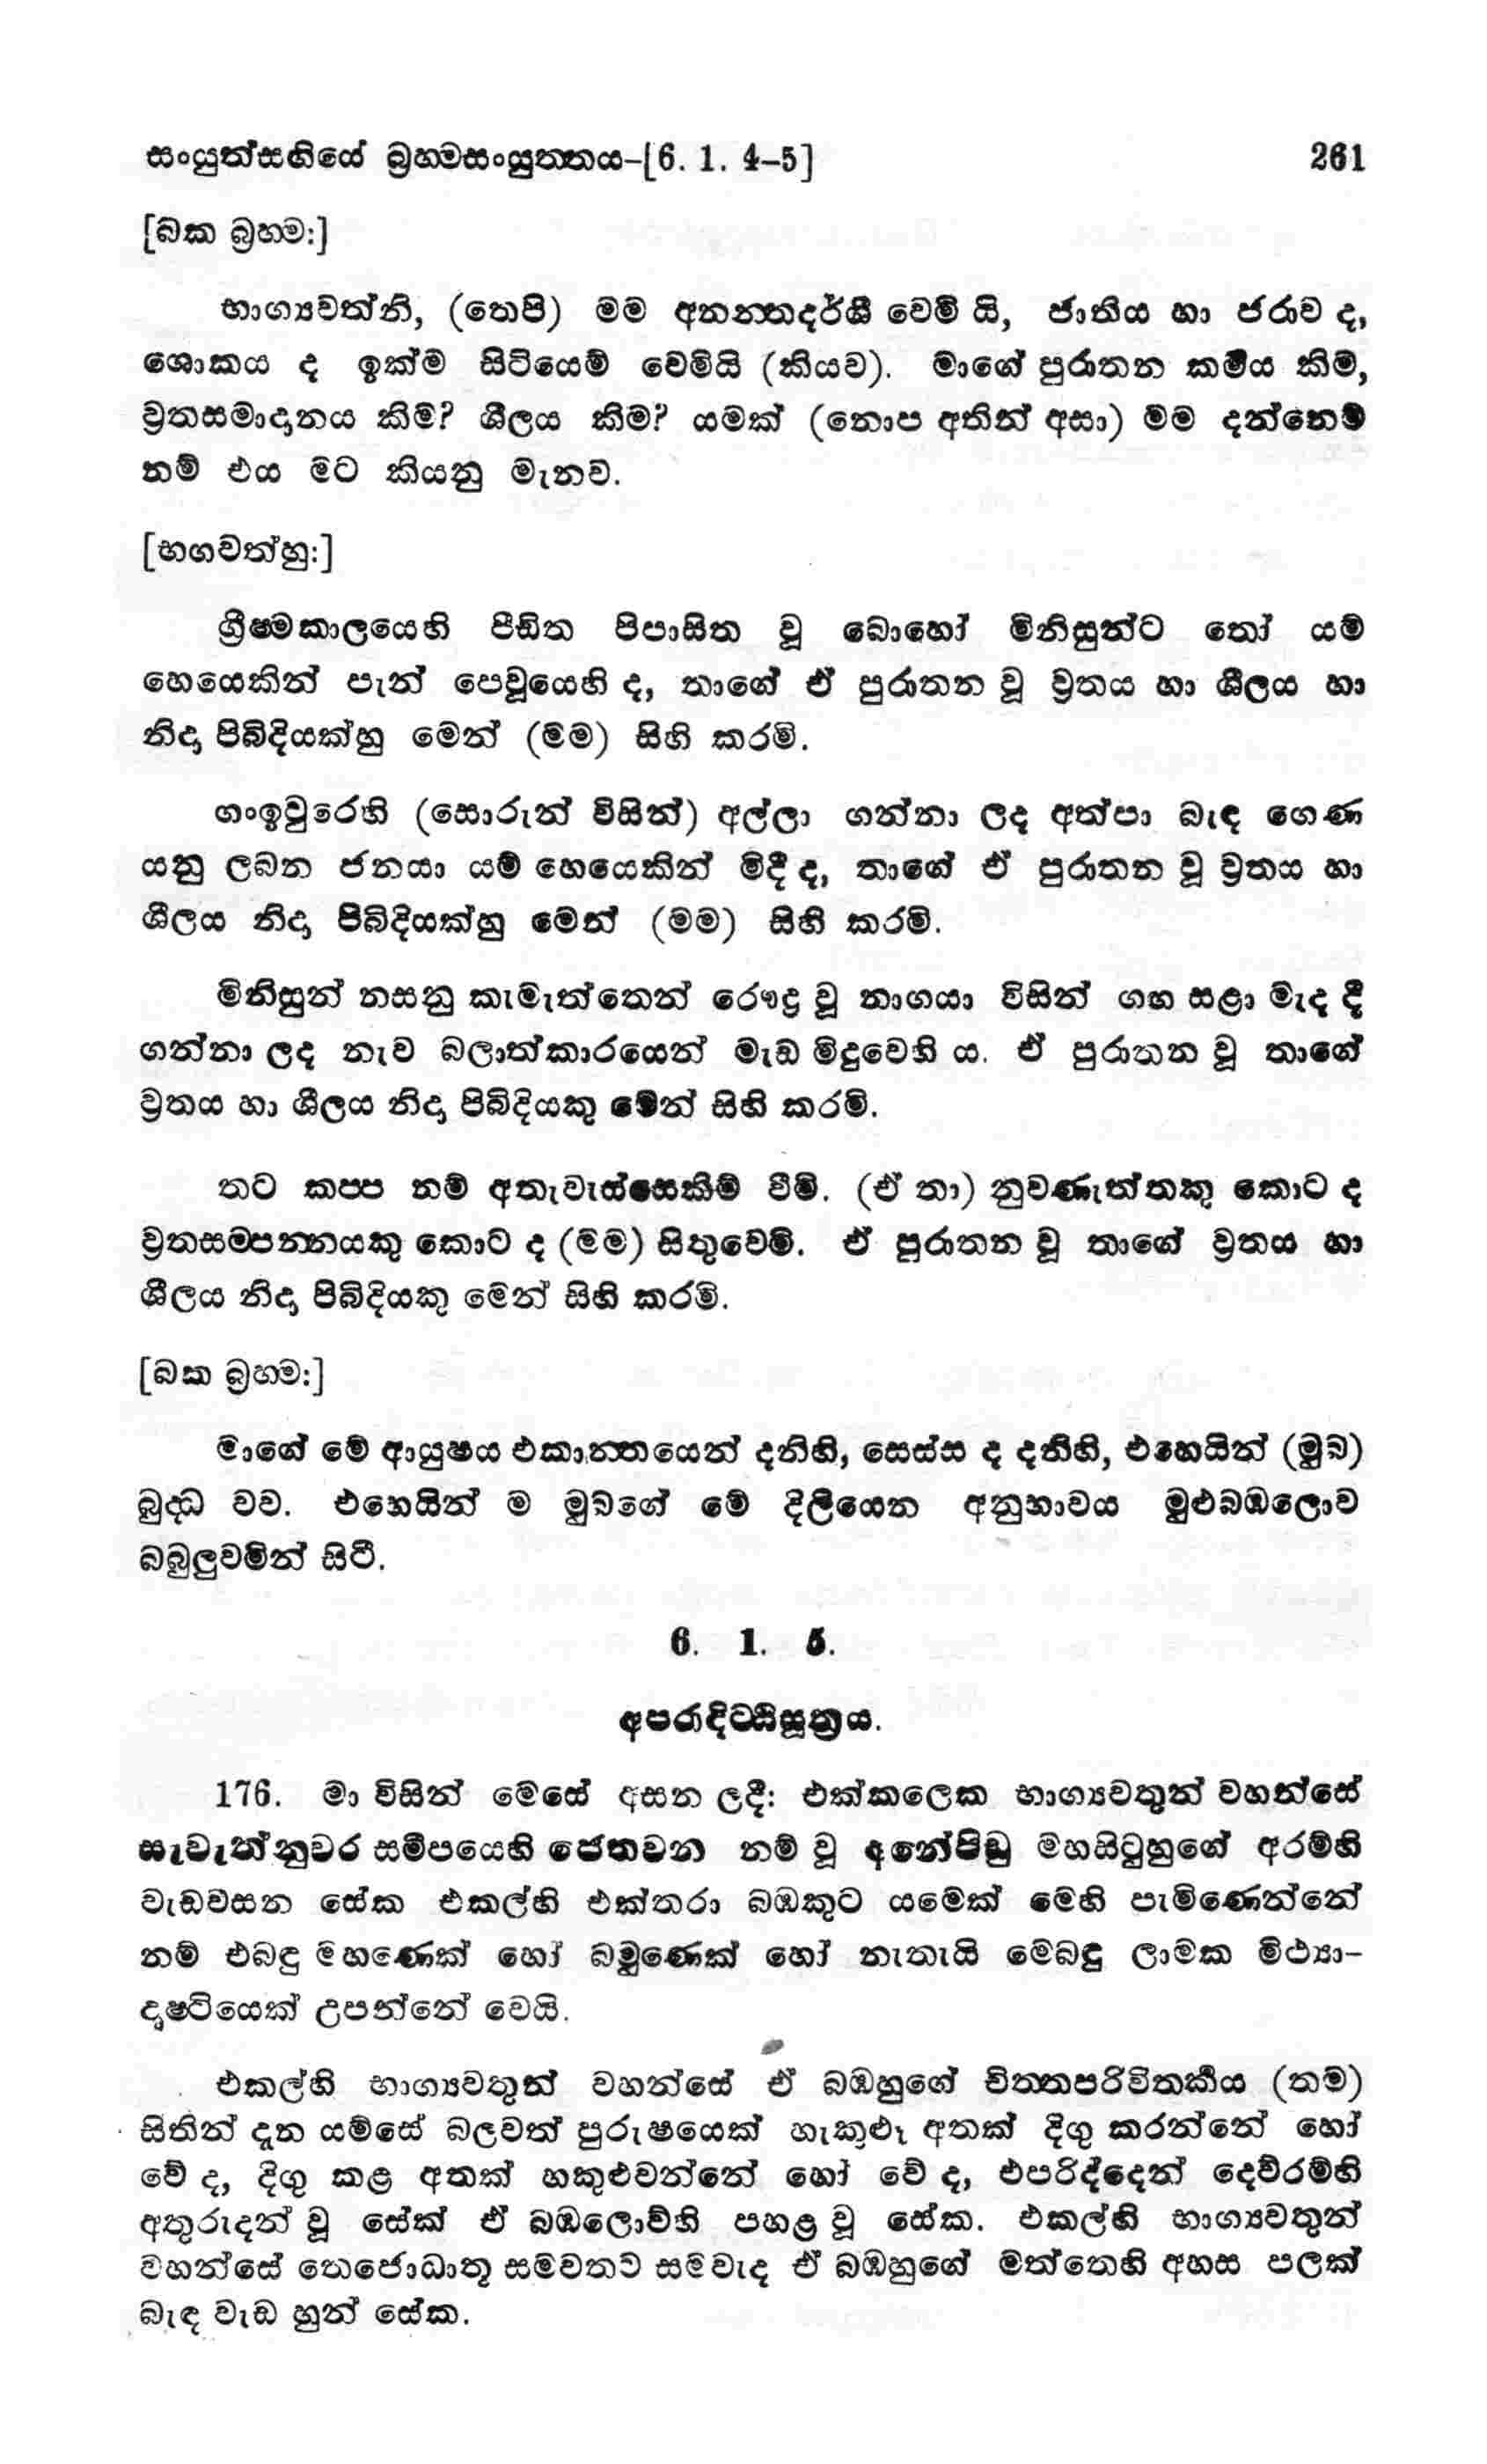 සංයුත්සඟියේ බ්‍රහ්මසංයුත්තය–[6. 1. 4–5] 261
[බක බ්‍රහ්ම:]
භාග්‍යවත්නි, (තෙපි) මම අනන්තදර්ශී වෙමි යි, ජාතිය හා ජරාව ද,
ශොකය ද ඉක්ම සිටියෙම් වෙමියි (කියව). මාගේ පුරාතන කර්‍මය කිම,
ව්‍රතසමාදානය කිම? ශීලය කිම? යමක් (නොප අතින් අසා) මම දන්නෙම්
නම් එය මට කියනු මැනව.
[භගවත්හු:]
ග්‍රීෂ්මකාලයෙහි පීඩිත පිපාසිත වූ බොහෝ මිනිසුන්ට තෝ යම්
හෙයෙකින් පැන් පෙවූයෙහි ද, තාගේ ඒ පුරාතන වූ ව්‍රතය හා ශීලය හා
නිදා පිබිදියක්හු මෙන් (මම) සිහි කරමි.
ගංඉවුරෙහි (සොරුන් විසින්) අල්ලා ගන්නා ලද අත්පා බැඳ ගෙණ
යනු ලබන ජනයා යම් හෙයෙකින් මිදී ද, තාගේ ඒ පුරාතන වූ ව්‍රතය හා
ශීලය නිදා පිබිදියක්හු මෙන් (මම) සිහි කරමි.
මිනිසුන් නසනු කැමැත්තෙන් රෞද්‍ර වූ නාගයා විසින් ගඟ සළා මැද දී
ගන්නා ලද නැව බලාත්කාරයෙන් මැඩ මිදුවෙහි ය. ඒ පුරාතන වූ තාගේ
ව්‍රතය හා ශීලය නිදා පිබිදියකු මෙන් සිහි කරමි.
තට කප්ප නම් අතැවැස්සෙකිම් වීමි. (ඒ තා) නුවණැත්තකු කොට ද
ව්‍රතසම්පන්නයකු කොට ද (මම) සිතුවෙමි. ඒ පුරාතන වූ තාගේ ව්‍රතය හා
ශීලය නිදා පිබිදියකු මෙන් සිහි කරමි.
[බක බ්‍රහ්ම:]
මාගේ මේ ආයුෂය එකාන්තයෙන් දනිහි, සෙස්ස ද දනිහි, එහෙයින් (මුඹ)
බුද්ධ වව. එහෙයින් ම මුඹගේ මේ දිලියෙන අනුභාවය මුළුබඹලොව
බබුලුවමින් සිටී.
6. 1. 5.
අපරාදිට්ඨිසූත්‍රය.
176. මා විසින් මෙසේ අසන ලදී: එක්කලෙක භාග්‍යවතුන් වහන්සේ
සැවැත්නුවර සමීපයෙහි ජෙතවන නම් වූ අනේපිඬු මහසිටුහුගේ අරම්හි
වැඩවසන සේක එකල්හි එක්තරා බඹකුට යමෙක් මෙහි පැමිණෙන්නේ
නම් එබඳු මහණෙක් හෝ බමුණෙක් හෝ නැතැයි මෙබඳු ලාමක මිථ්‍යා–
දෘෂ්ටියෙක් උපන්නේ වෙයි.
එකල්හි භාග්‍යවතුන් වහන්සේ ඒ බඹහුගේ චිත්තපරිවිතර්කය (තම)
සිතින් දැන යම්සේ බලවත් පුරුෂයෙක් හැකුළූ අතක් දිගු කරන්නේ හෝ
වේ ද, දිගු කළ අතක් හකුළුවන්නේ හෝ වේ ද, එපරිද්දෙන් දෙව්රම්හි
අතුරුදන් වූ සේක් ඒ බඹලොව්හි පහළ වූ සේක. එකල්හි භාග්‍යවතුන්
වහන්සේ තෙජොධාතු සමවතට සමවැද ඒ බඹහුගේ මත්තෙහි අහස පලක්
බැඳ වැඩ හුන් සේක.